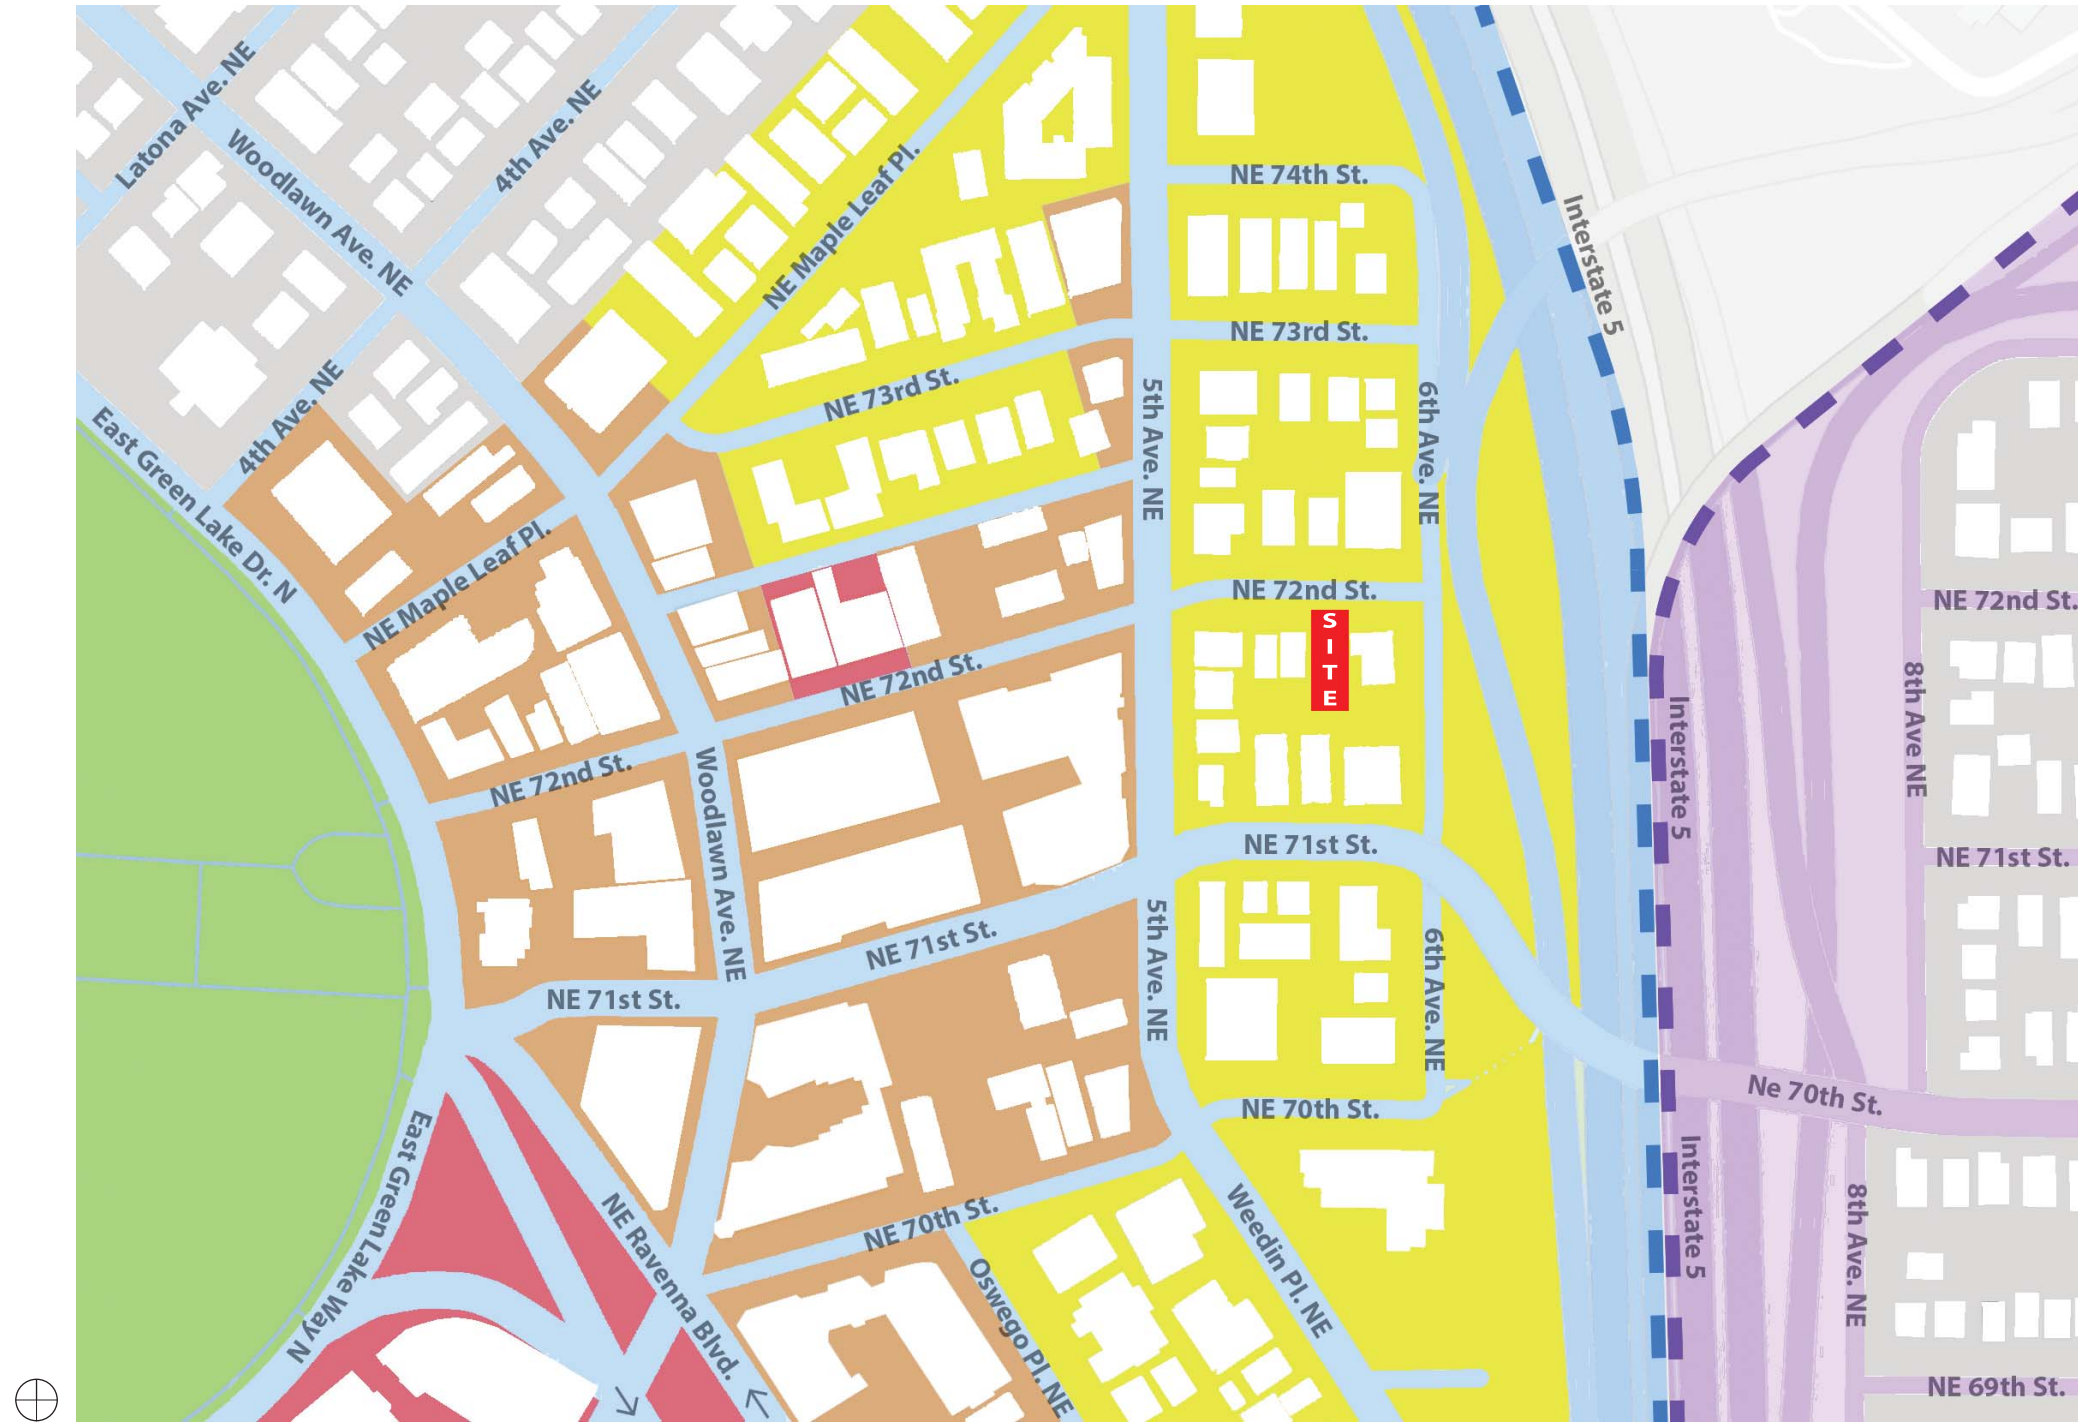 Latona Ave. NE
Woodlawn Ave. NE
4th Ave. NE
NE Maple Leaf Pl.
NE 74th St.
Interstate 5
NE 73rd St.
NE 73rd St.
4th Ave. NE
East Green Lake Dr. N
5th Ave. NE
6th Ave. NE
NE Maple Leaf Pl.
NE 72nd St.
NE 72nd St.
S
I
T
E
NE 72nd St.
NE 72nd St.
Woodlawn Ave. NE
Interstate 5
8th Ave NE
NE 71st St.
NE 71st St.
NE 71st St.
NE 71st St.
5th Ave. NE
6th Ave. NE
Ne 70th St.
NE 70th St.
East Green Lake Way N
NE Ravenna Blvd.
NE 70th St.
Oswego Pl. NE
Weedin Pl. NE
Interstate 5
8th Ave. NE
NE 69th St.